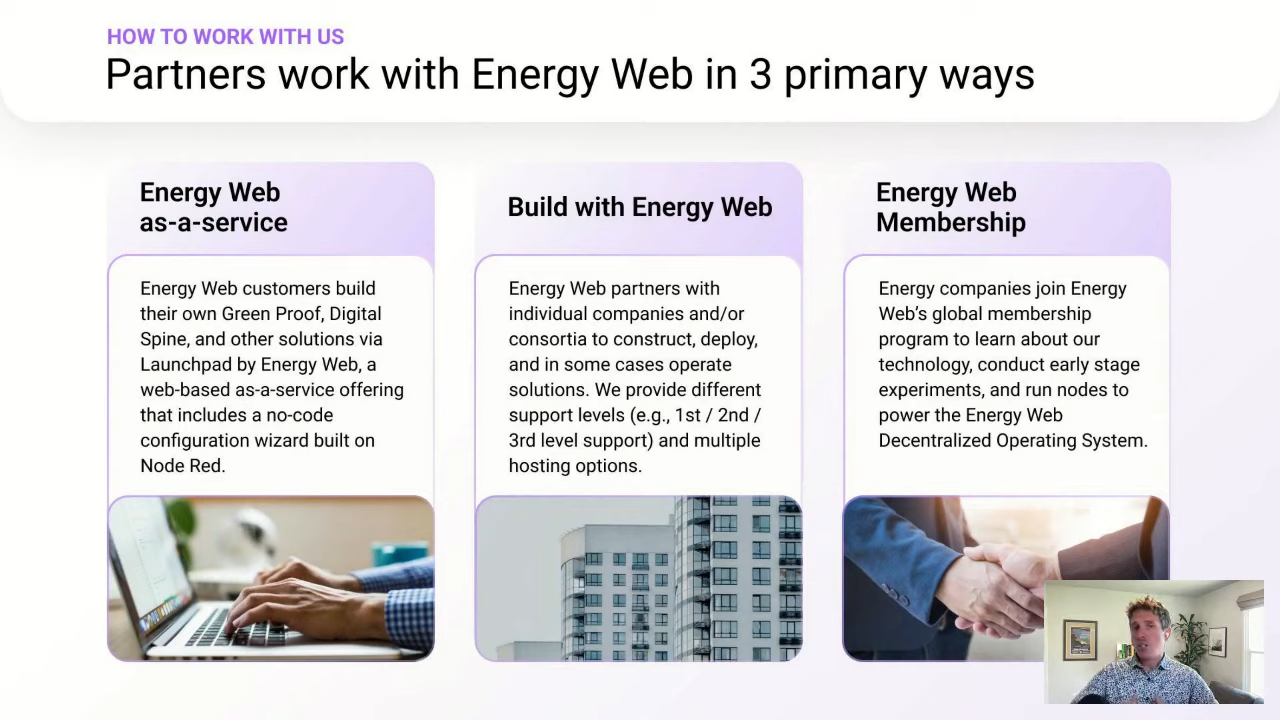 HOW TO WORK WITH US
Partners work with Energy Web in 3 primary ways
Energy Web
as-a-service
Energy Web customers build
their own Green Proof, Digital
Spine, and other solutions via
Launchpad by Energy Web, a
web-based as-a-service offering
that includes a no-code
configuration wizard built on
Node Red.
Build with Energy Web
Energy Web partners with
individual companies and/or
consortia to construct, deploy,
and in some cases operate
solutions. We provide different
support levels (e.g., 1st / 2nd /
3rd level support) and multiple
hosting options.
Energy Web
Membership
Energy companies join Energy
Web’s global membership
program to learn about our
technology, conduct early stage
experiments, and run nodes to
power the Energy Web
Decentralized Operating System.